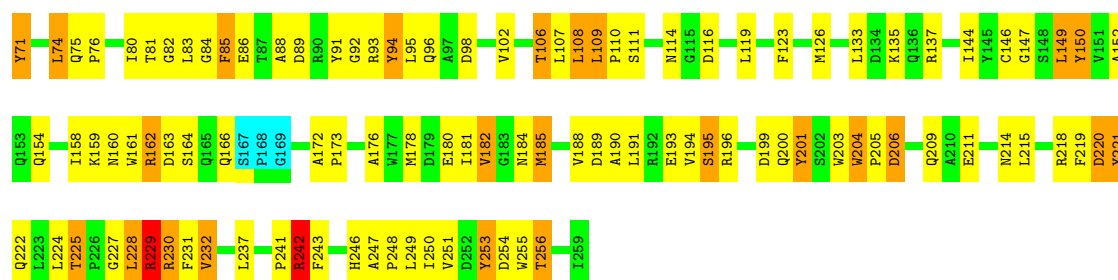 Y71 L74 Q75 P76 I80 T81 G82 L83 G84 F85 E86 T87 A88 D89 R90 Y91 G92 R93 Y94 L95 Q96 A97 D98 V102 T106 L107 L108 L109 P110 S111 N114 G115 D116 L119 F123 M126 L133 D134 K135 Q136 R137 I144 Y145 C146 G147 S148 L149 Y150 V151 A152
Q153 Q154 I158 K159 N160 W161 R162 D163 S164 Q165 Q166 S167 P168 G169 A172 P173 A176 W177 M178 D179 E180 I181 V182 G183 N184 M185 V188 D189 A190 L191 R192 E193 V194 S195 R196 D199 Q200 Y201 S202 W203 W204 P205 D206 Q209 A210 E211 N214 L215 R218 F219 D220
Q222 L223 L224 T225 P226 G227 L228 R229 R230 F231 V232 L237 P241 R242 F243 H246 A247 P248 L249 I250 V251 D252 Y253 D254 W255 T256 I259